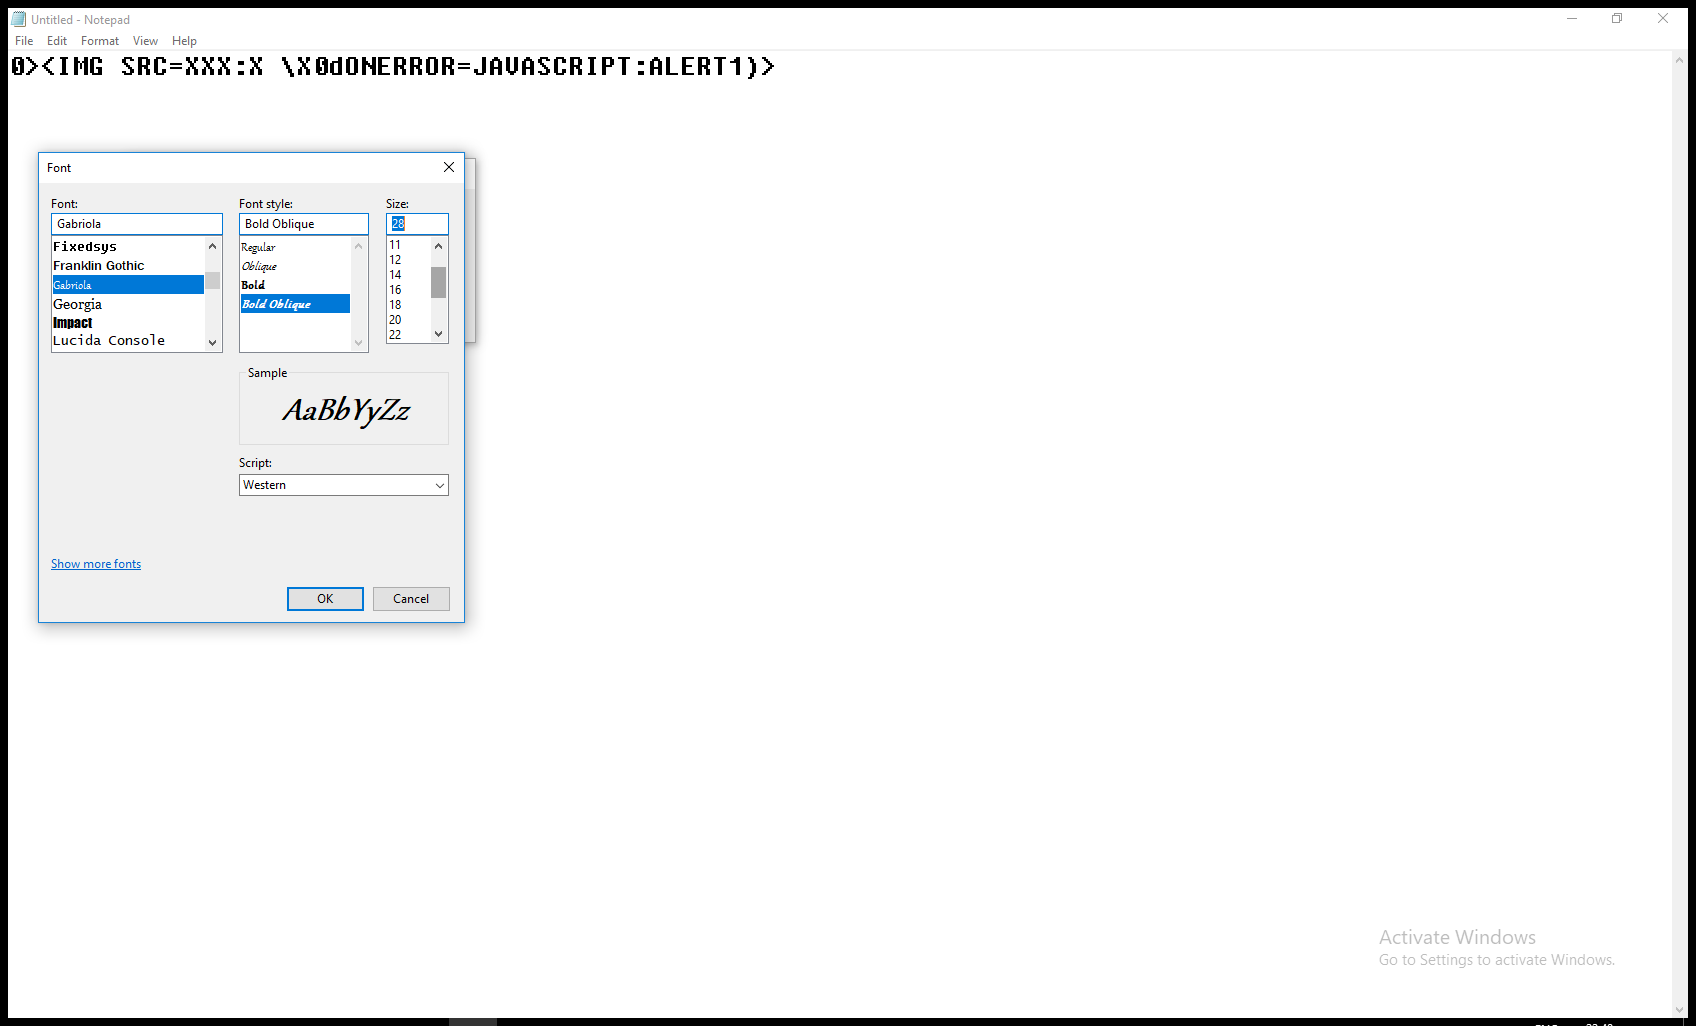 Untitled - Notepad
File Edit Format View Help
0><IMG SRC=XXX:X \X0dONERROR=JAVASCRIPT:ALERT1)>
Font
Font: Font style: Size:
Gabriola Bold Oblique 28
Fixedsys
Franklin Gothic
Gabriola
Georgia
Impact
Lucida Console
Regular
Oblique
Bold
Bold Oblique
11
12
14
16
18
20
22
Sample
AaBbYyZz
Script:
Western
Show more fonts
OK Cancel
Activate Windows
Go to Settings to activate Windows.